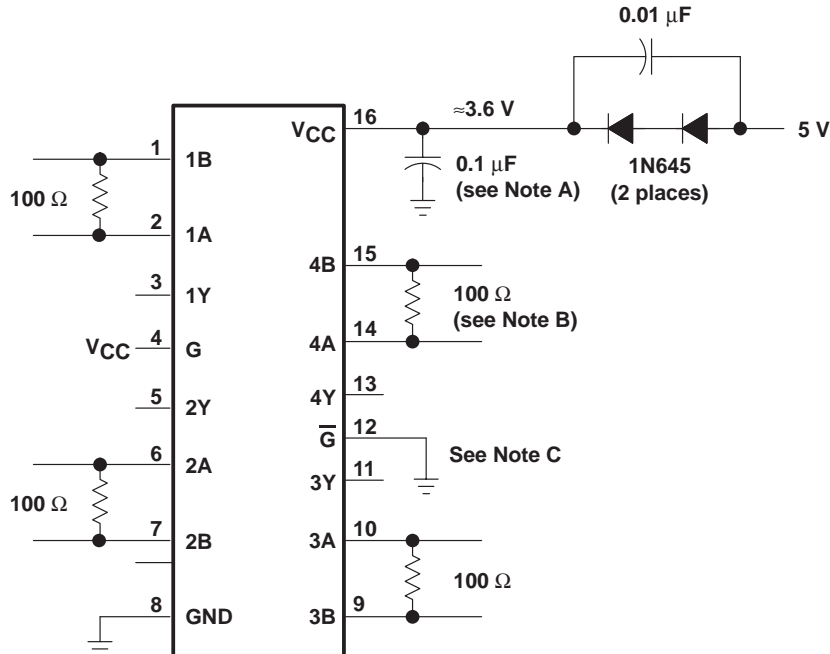 0.01 μF
VCC
16
≈3.6 V
5 V
1
1B
0.1 μF
(see Note A)
1N645
(2 places)
100 Ω
2
1A
4B
15
3
1Y
100 Ω
(see Note B)
VCC
4
G
4A
14
5
2Y
4Y
13
G̅
12
See Note C
6
2A
3Y
11
100 Ω
7
2B
3A
10
100 Ω
8
GND
3B
9